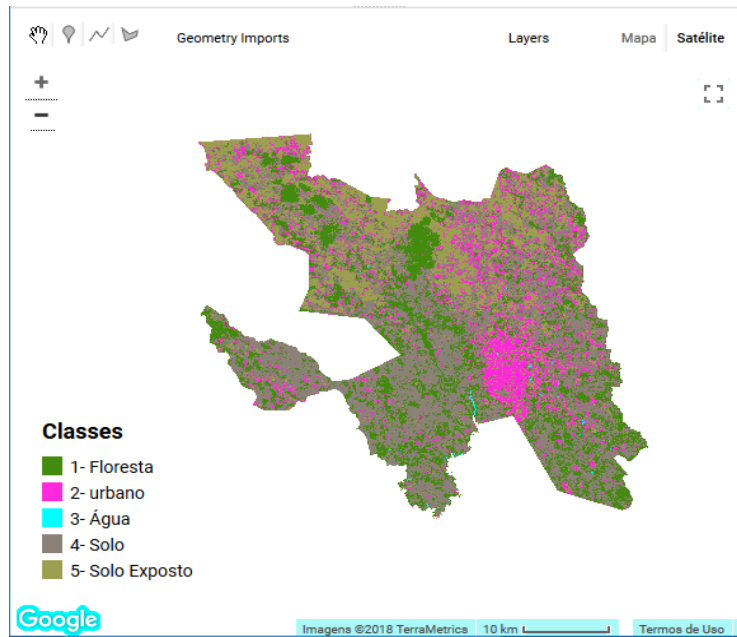 Geometry Imports
Layers
Mapa
Satélite
+
−
Classes
1- Floresta
2- urbano
3- Água
4- Solo
5- Solo Exposto
Google
Imagens ©2018 TerraMetrics
10 km
Termos de Uso